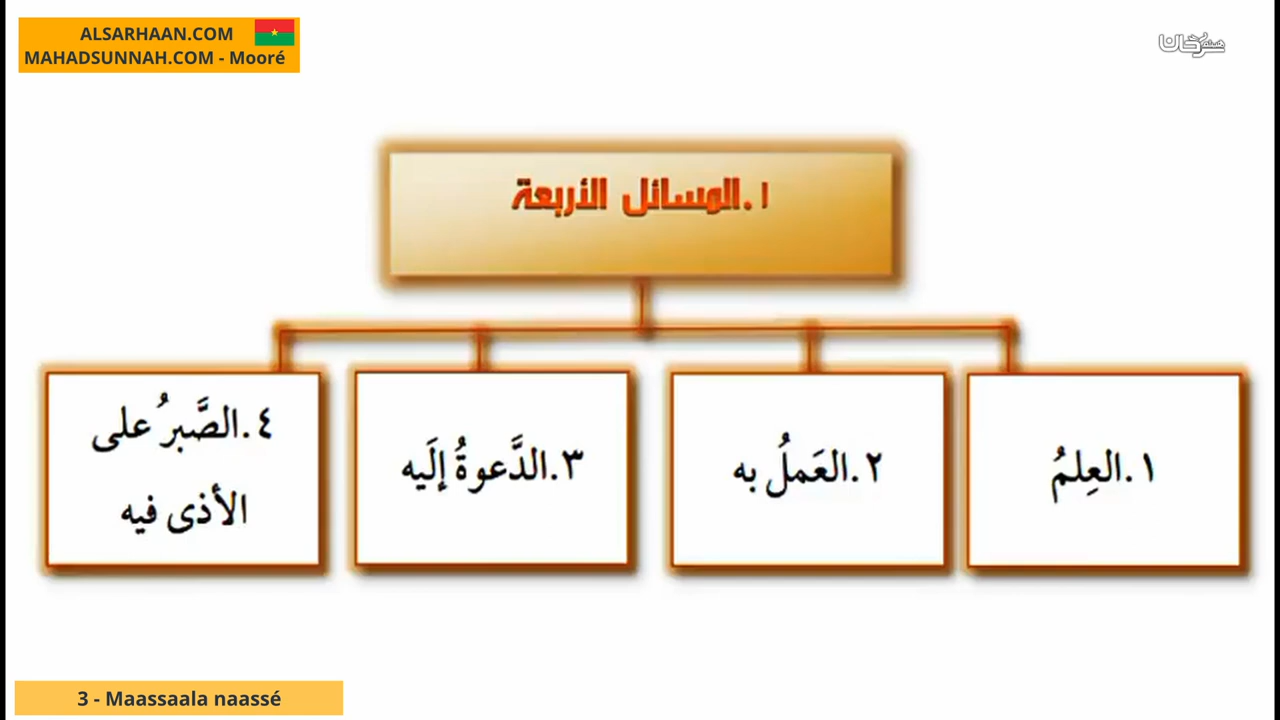 ALSARHAAN.COM
MAHADSUNNAH.COM - Mooré
سرحان
١.المسائل الأربعة
١.العِلمُ
٢.العَملُ به
٣.الدَّعوةُ إلَيه
٤.الصَّبرُ على
الأذى فيه
3 - Maassaala naassé